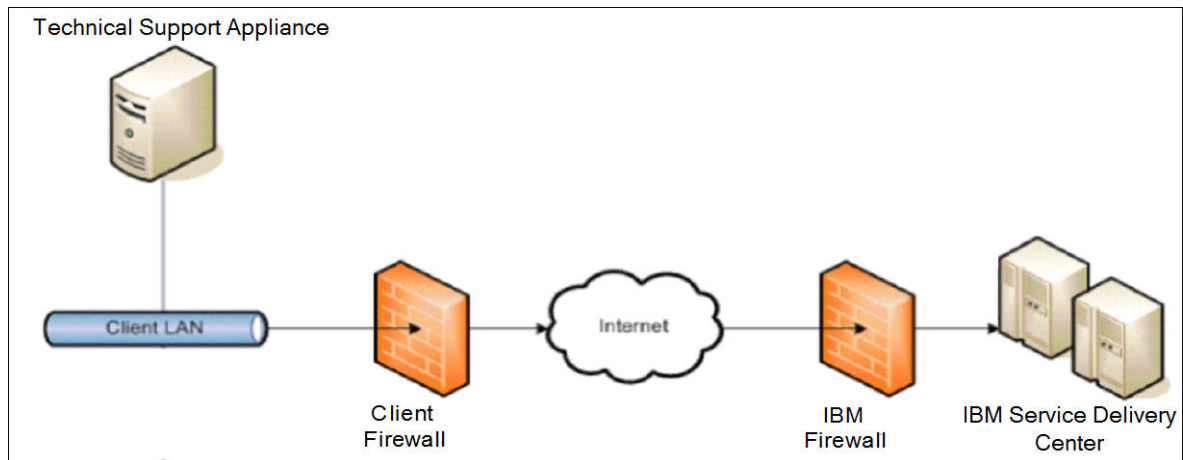 Technical Support Appliance
Client LAN
Internet
Client
Firewall
IBM
Firewall
IBM Service Delivery
Center